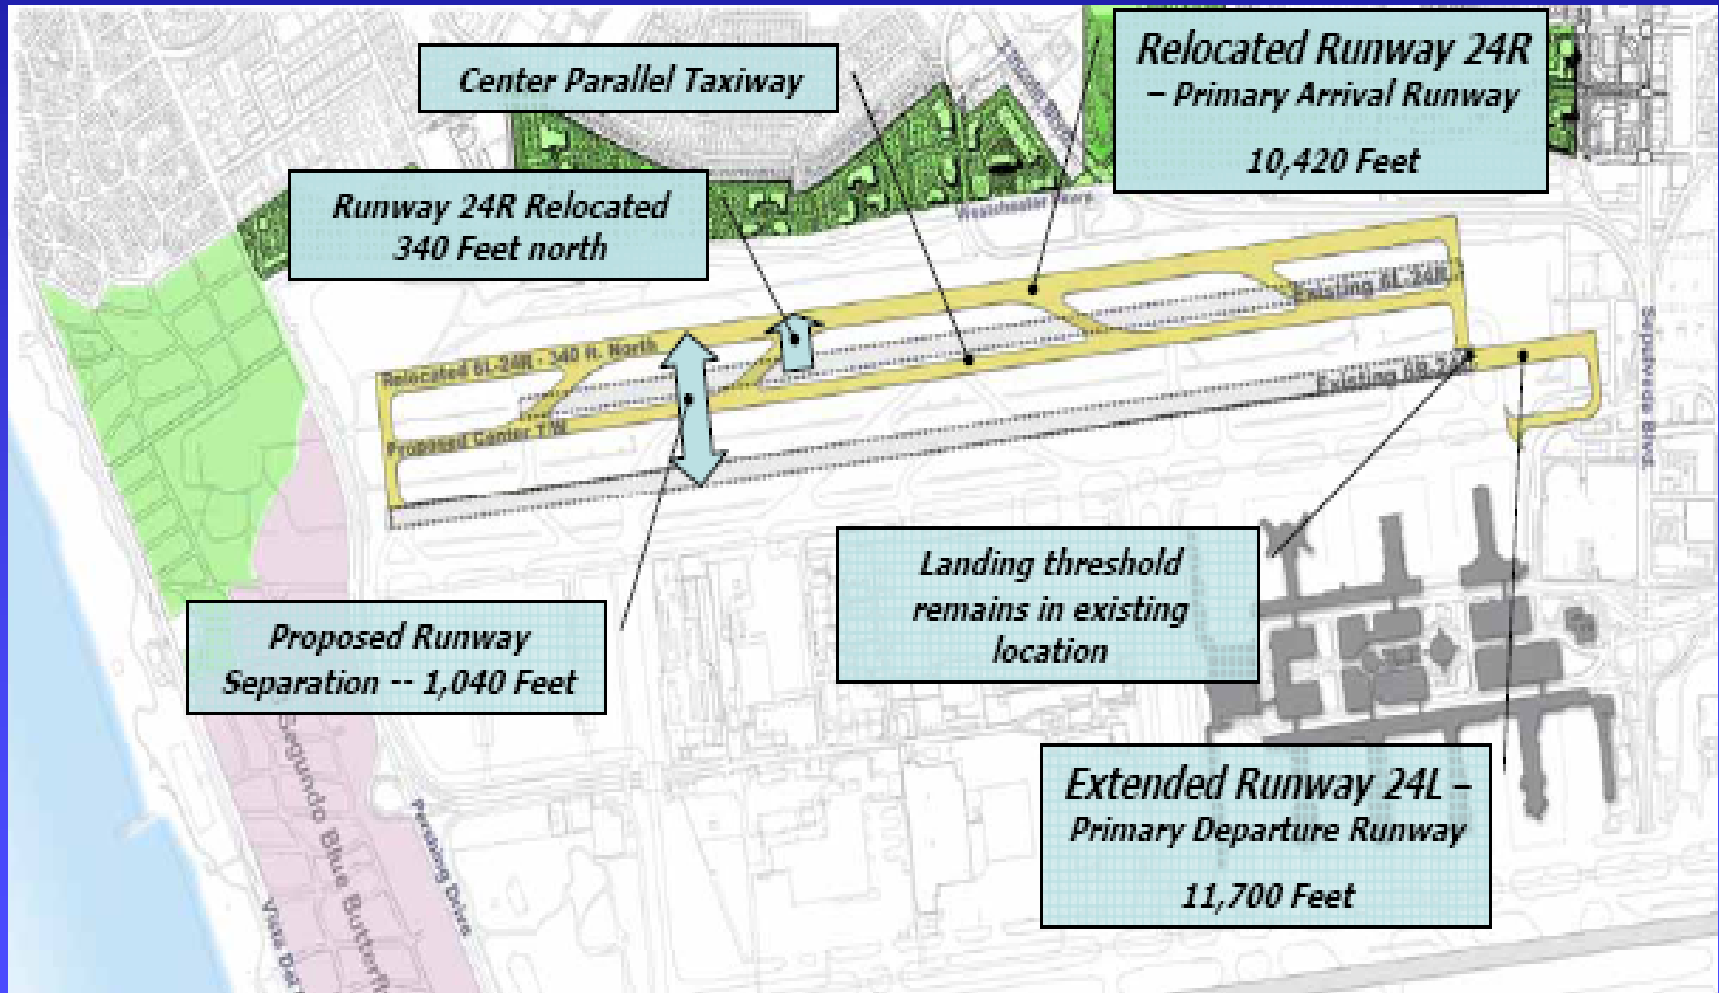 Center Parallel Taxiway
Relocated Runway 24R
– Primary Arrival Runway
10,420 Feet
Runway 24R Relocated
340 Feet north
Westchester
Existing 6L-24R
Relocated 6L-24R - 340 ft. North
Existing 6R-24L
Proposed Center T/W
Sepulveda Blvd.
Landing threshold
remains in existing
location
Proposed Runway
Separation -- 1,040 Feet
Extended Runway 24L –
Primary Departure Runway
11,700 Feet
Segundo Blue Butterfl
Pershing Drive
Vista Del